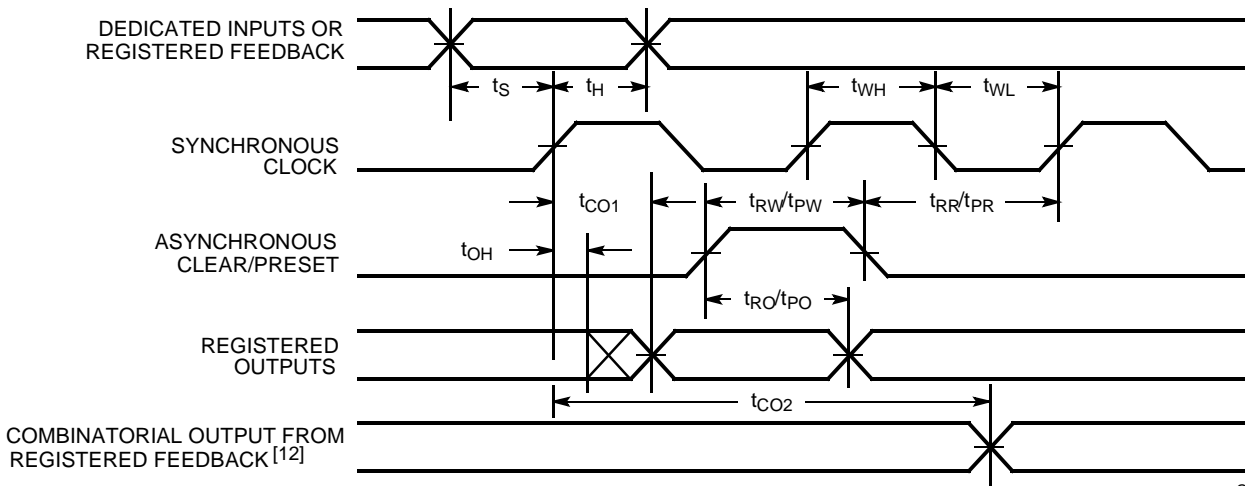 DEDICATED INPUTS OR
REGISTERED FEEDBACK
tS
tH
tWH
tWL
SYNCHRONOUS
CLOCK
tCO1
tRW/tPW
tRR/tPR
ASYNCHRONOUS
CLEAR/PRESET
tOH
tRO/tPO
REGISTERED
OUTPUTS
tCO2
COMBINATORIAL OUTPUT FROM
REGISTERED FEEDBACK [12]